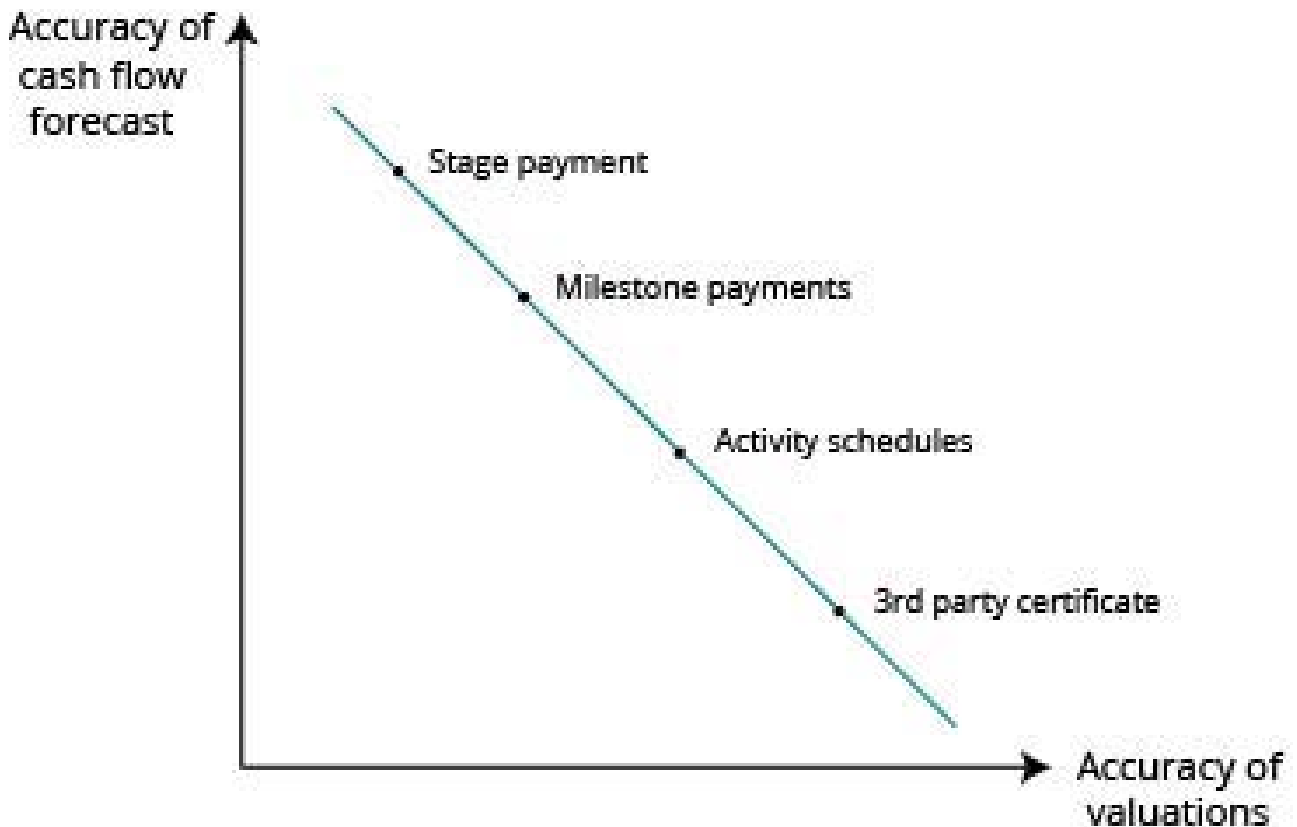 Accuracy of
cash flow
forecast
Stage payment
Milestone payments
Activity schedules
3rd party certificate
Accuracy of
valuations